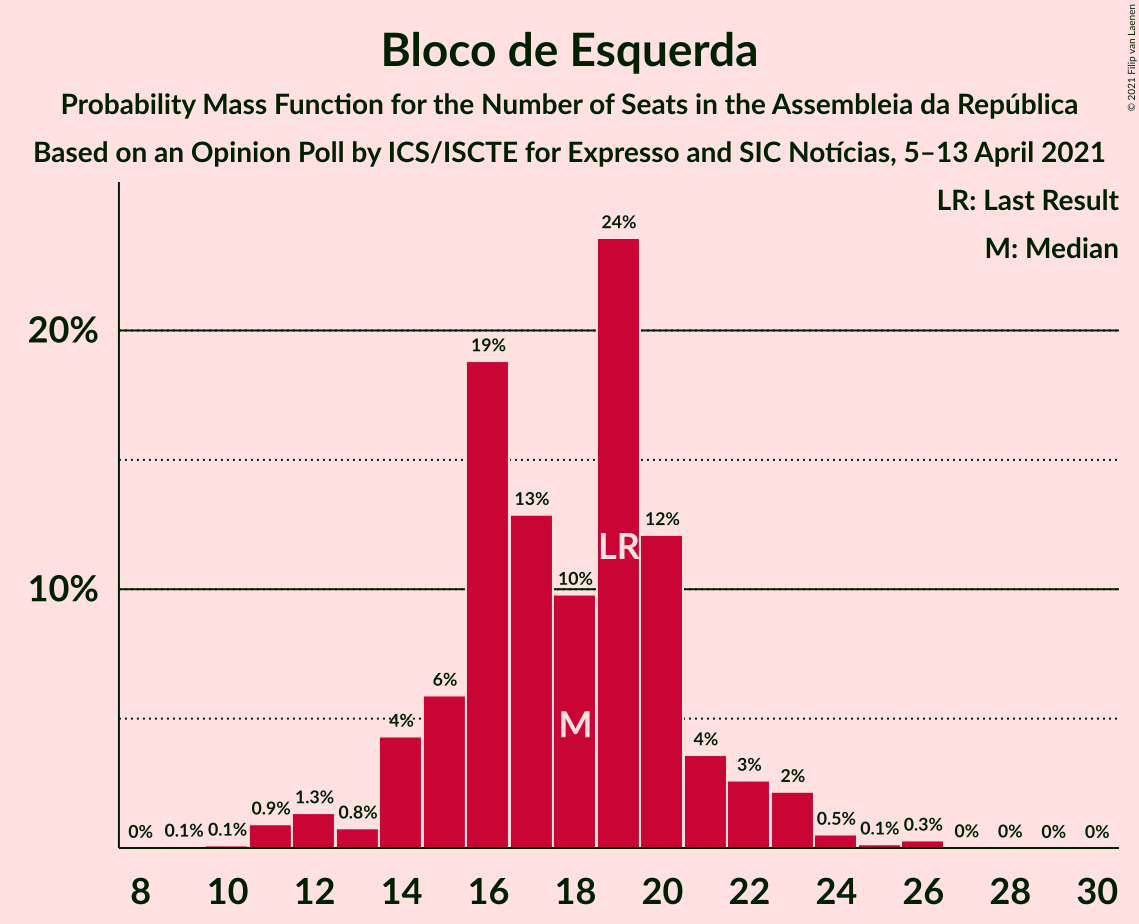 Bloco de Esquerda
Probability Mass Function for the Number of Seats in the Assembleia da República
Based on an Opinion Poll by ICS/ISCTE for Expresso and SIC Notícias, 5–13 April 2021
© 2021 Filip van Laenen
LR: Last Result
M: Median
20%
10%
0%
0.1%
0.1%
0.9%
1.3%
0.8%
4%
6%
19%
13%
10%
24%
12%
4%
3%
2%
0.5%
0.1%
0.3%
0%
0%
0%
0%
LR
M
8 10 12 14 16 18 20 22 24 26 28 30